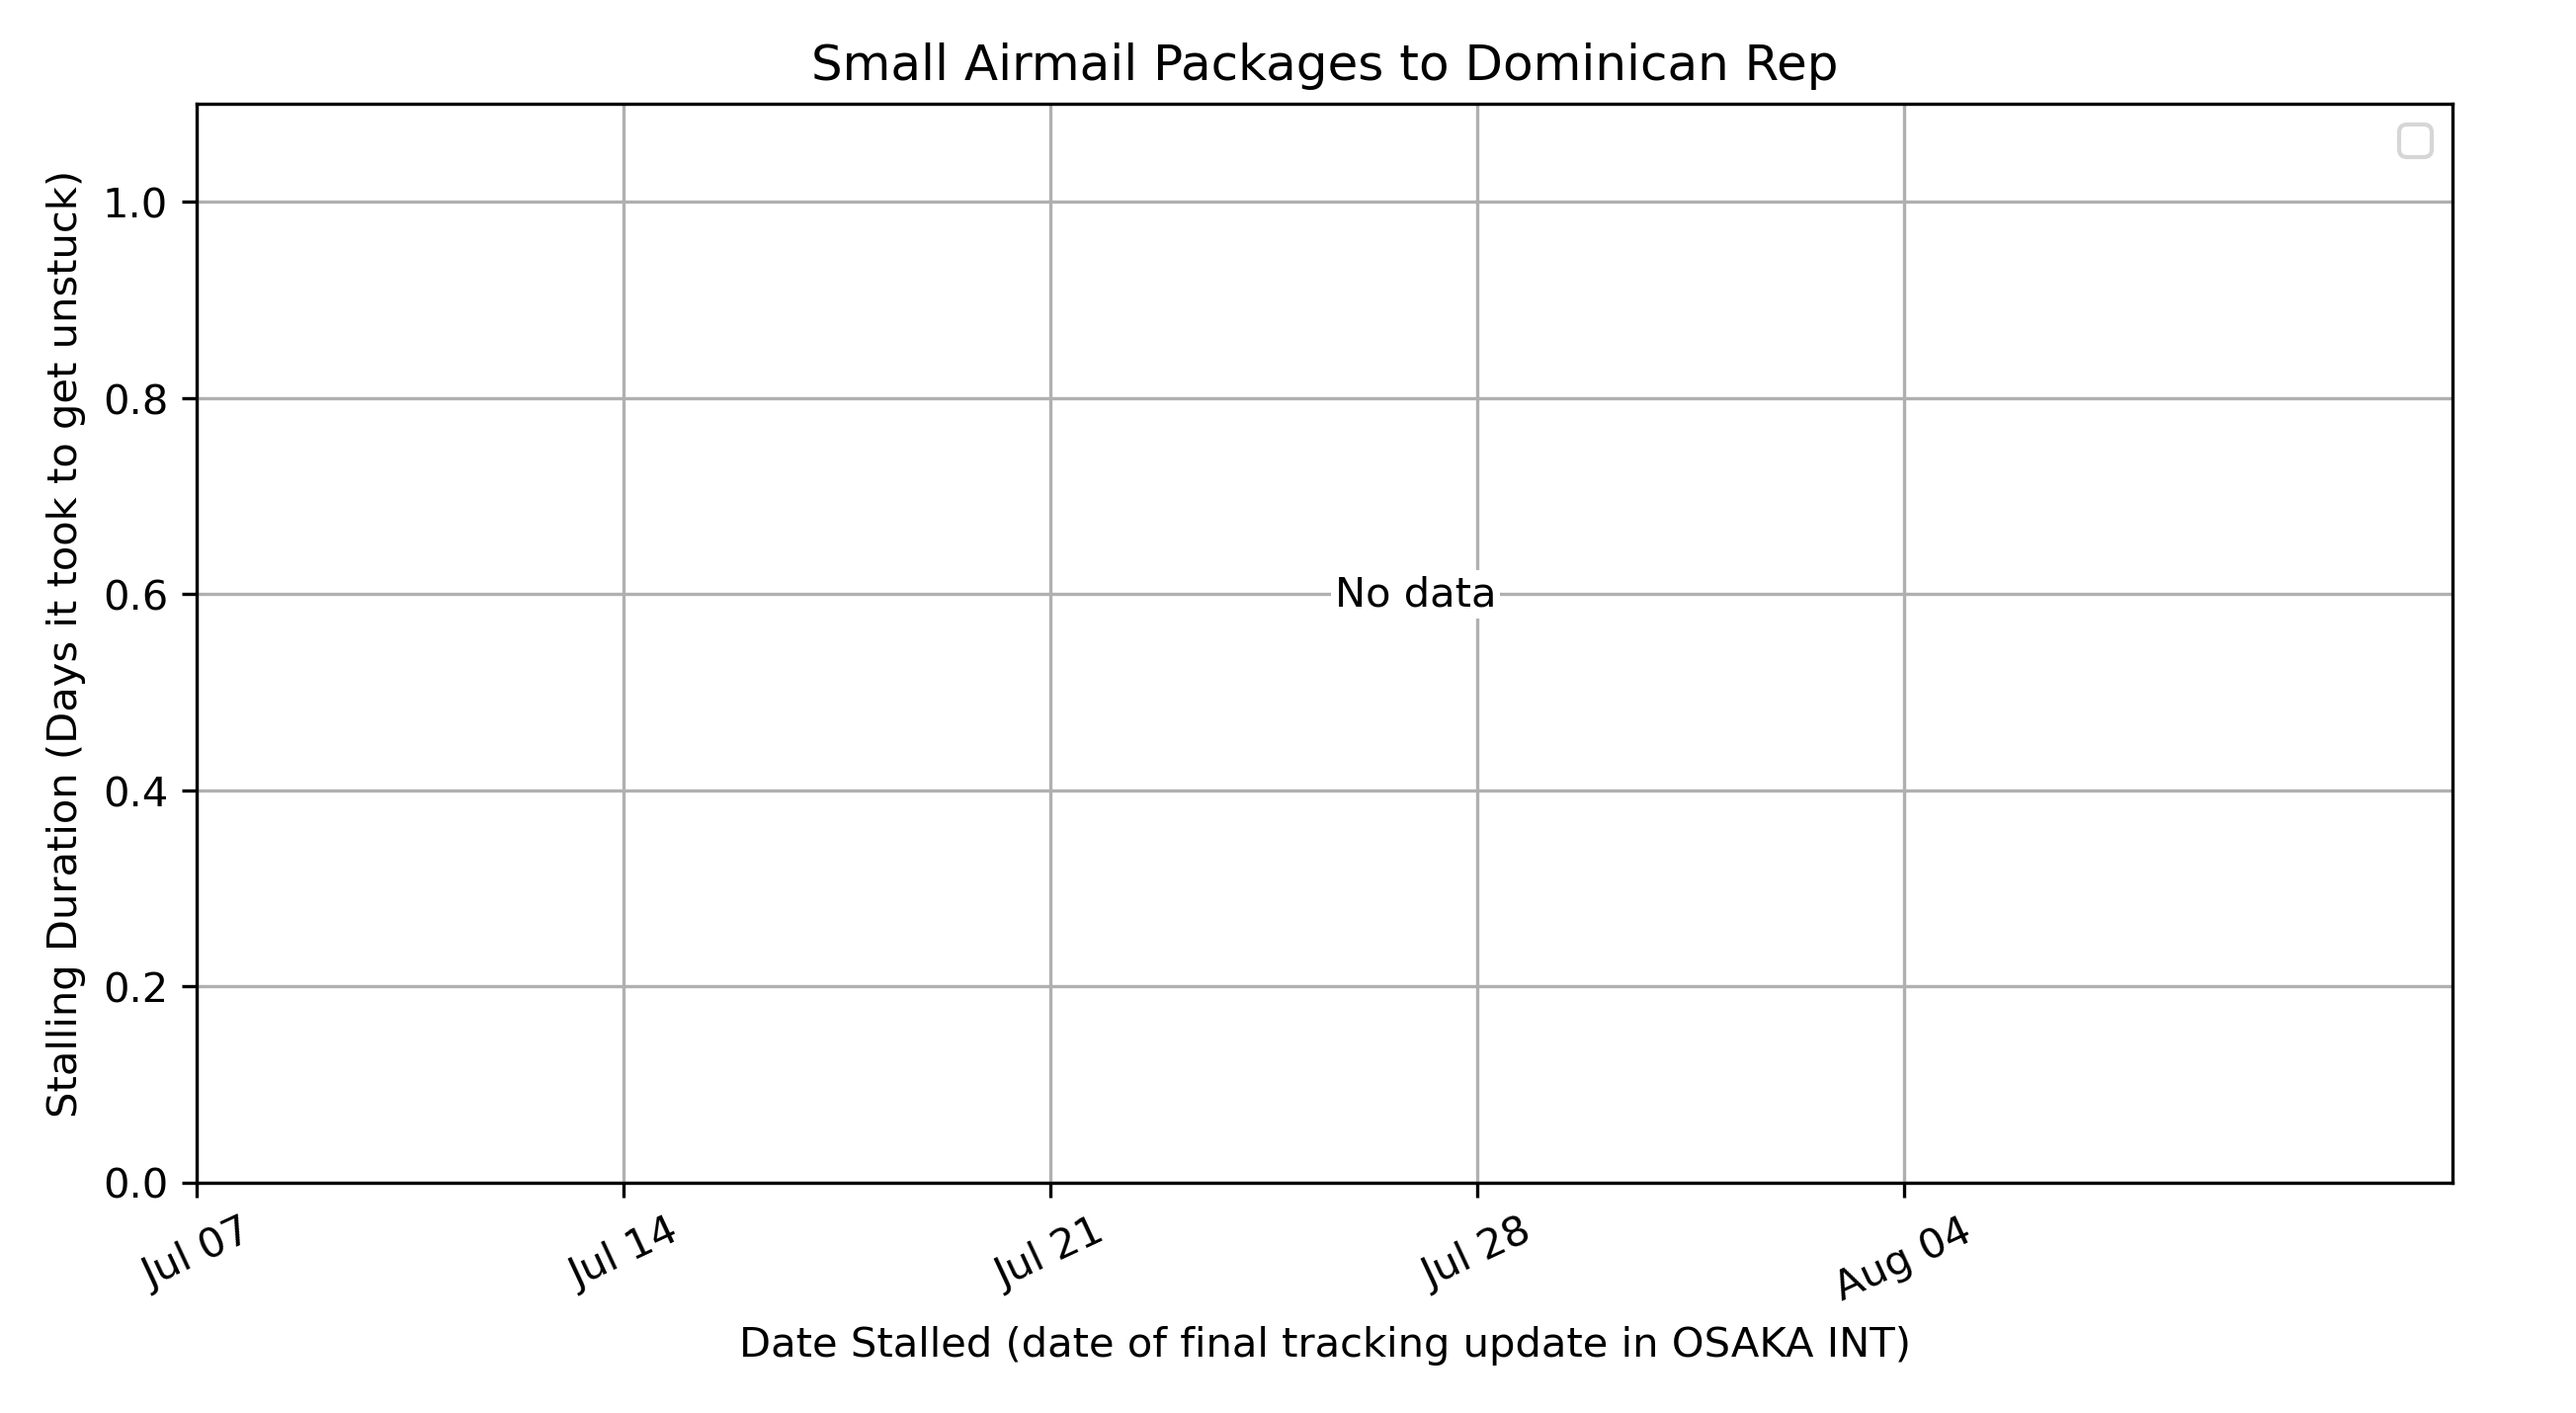 Small Airmail Packages to Dominican Rep
Stalling Duration (Days it took to get unstuck)
1.0
0.8
0.6
0.4
0.2
0.0
No data
Jul 07
Jul 14
Jul 21
Jul 28
Aug 04
Date Stalled (date of final tracking update in OSAKA INT)